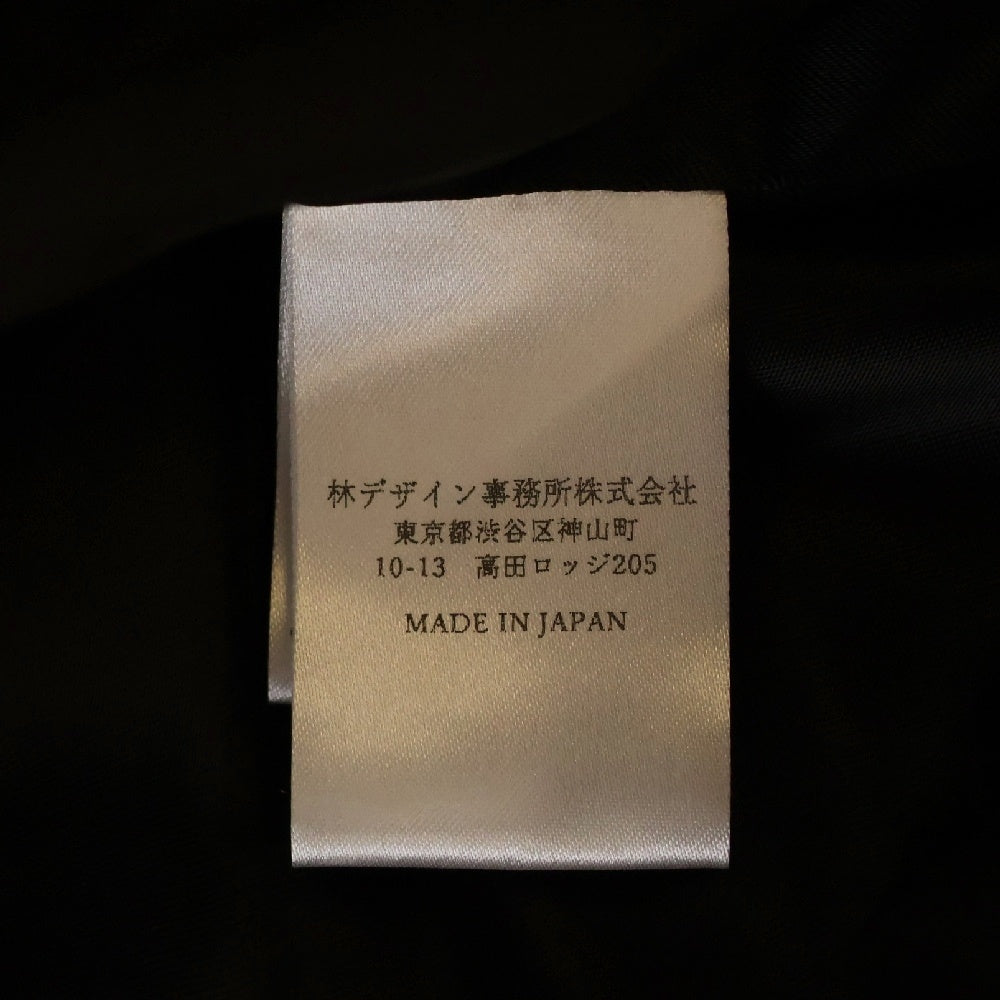 林デザイン事務所株式会社
東京都渋谷区神山町
10-13　高田ロッジ205
MADE IN JAPAN